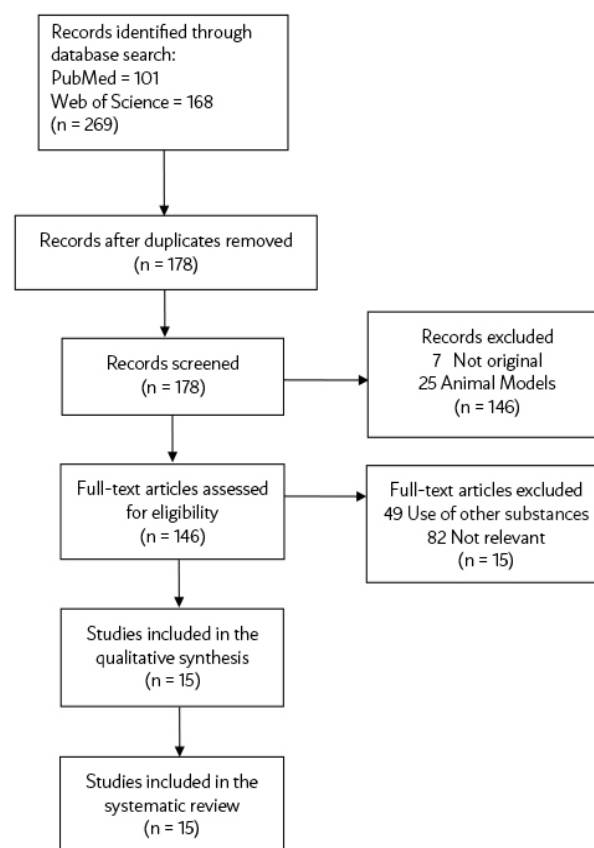 Records identified through
database search:
PubMed = 101
Web of Science = 168
(n = 269)
Records after duplicates removed
(n = 178)
Records screened
(n = 178)
Records excluded
7 Not original
25 Animal Models
(n = 146)
Full-text articles assessed
for eligibility
(n = 146)
Full-text articles excluded
49 Use of other substances
82 Not relevant
(n = 15)
Studies included in the
qualitative synthesis
(n = 15)
Studies included in the
systematic review
(n = 15)